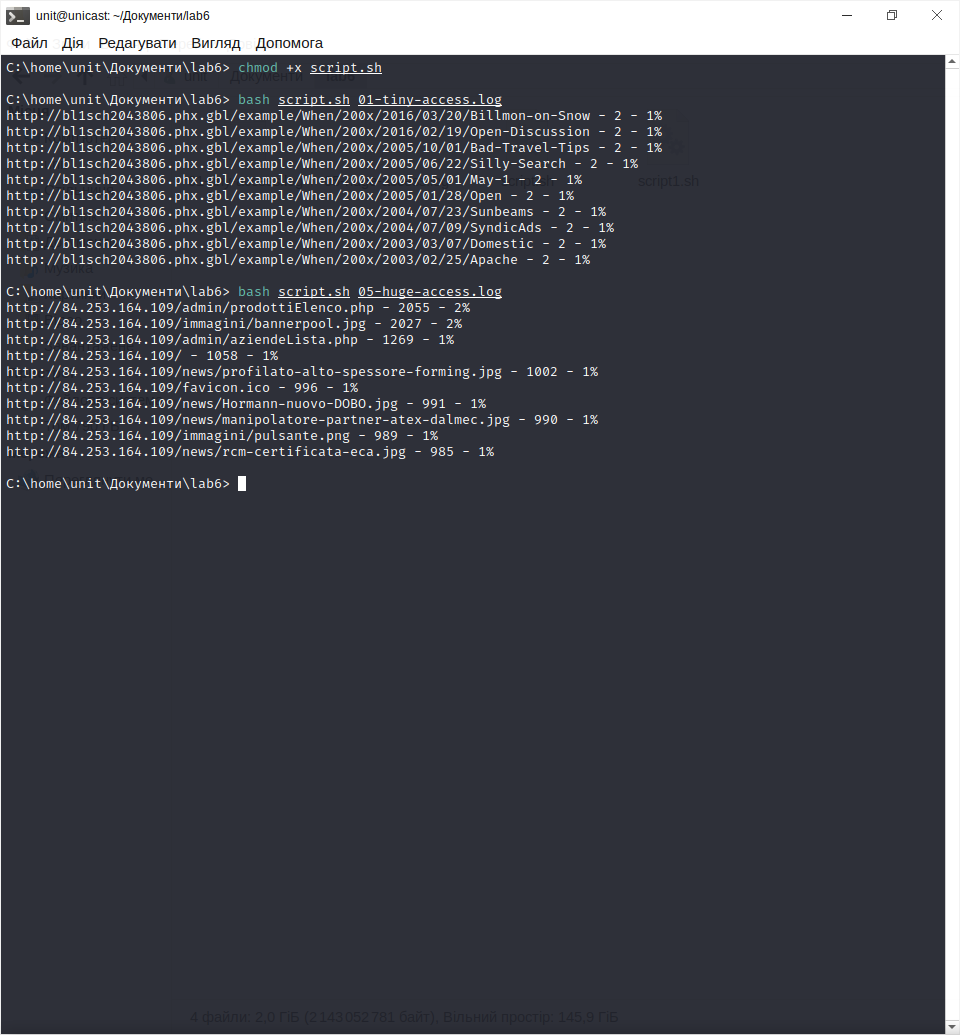 unit@unicast: ~/Документи/lab6
Файл Дія Редагувати Вигляд Допомога
C:\home\unit\Документи\lab6> chmod +x script.sh
C:\home\unit\Документи\lab6> bash script.sh 01-tiny-access.log
http://bl1sch2043806.phx.gbl/example/When/200x/2016/03/20/Billmon-on-Snow - 2 - 1%
http://bl1sch2043806.phx.gbl/example/When/200x/2016/02/19/Open-Discussion - 2 - 1%
http://bl1sch2043806.phx.gbl/example/When/200x/2005/10/01/Bad-Travel-Tips - 2 - 1%
http://bl1sch2043806.phx.gbl/example/When/200x/2005/06/22/Silly-Search - 2 - 1%
http://bl1sch2043806.phx.gbl/example/When/200x/2005/05/01/May-1 - 2 - 1%
http://bl1sch2043806.phx.gbl/example/When/200x/2005/01/28/Open - 2 - 1%
http://bl1sch2043806.phx.gbl/example/When/200x/2004/07/23/Sunbeams - 2 - 1%
http://bl1sch2043806.phx.gbl/example/When/200x/2004/07/09/SyndicAds - 2 - 1%
http://bl1sch2043806.phx.gbl/example/When/200x/2003/03/07/Domestic - 2 - 1%
http://bl1sch2043806.phx.gbl/example/When/200x/2003/02/25/Apache - 2 - 1%
script1.sh
Музика
C:\home\unit\Документи\lab6> bash script.sh 05-huge-access.log
http://84.253.164.109/admin/prodottiElenco.php - 2055 - 2%
http://84.253.164.109/immagini/bannerpool.jpg - 2027 - 2%
http://84.253.164.109/admin/aziendeLista.php - 1269 - 1%
http://84.253.164.109/ - 1058 - 1%
http://84.253.164.109/news/profilato-alto-spessore-forming.jpg - 1002 - 1%
http://84.253.164.109/favicon.ico - 996 - 1%
http://84.253.164.109/news/Hormann-nuovo-DOBO.jpg - 991 - 1%
http://84.253.164.109/news/manipolatore-partner-atex-dalmec.jpg - 990 - 1%
http://84.253.164.109/immagini/pulsante.png - 989 - 1%
http://84.253.164.109/news/rcm-certificata-eca.jpg - 985 - 1%
C:\home\unit\Документи\lab6>
4 файли: 2,0 ГіБ (2 143 052 781 байт), Вільний простір: 145,9 ГіБ